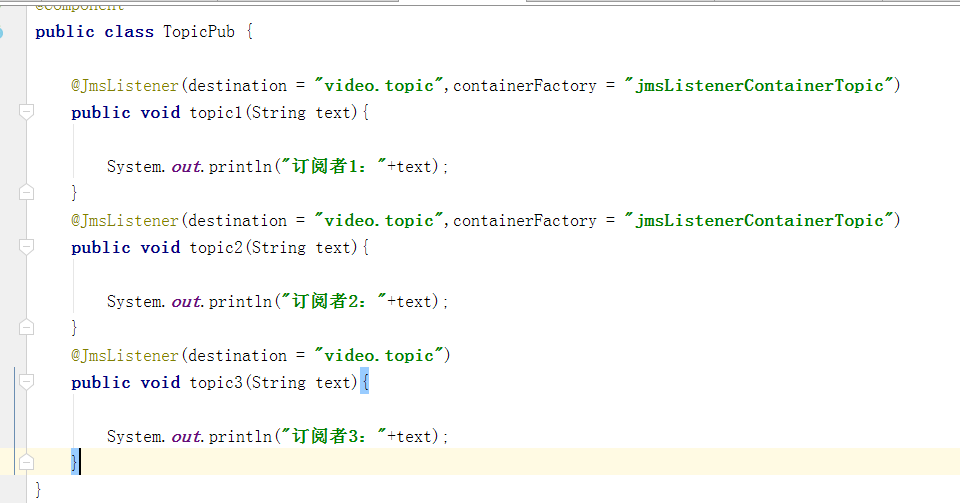 @Component
public class TopicPub {
@JmsListener(destination = "video.topic",containerFactory = "jmsListenerContainerTopic")
public void topic1(String text){
System.out.println("订阅者1："+text);
}
@JmsListener(destination = "video.topic",containerFactory = "jmsListenerContainerTopic")
public void topic2(String text){
System.out.println("订阅者2："+text);
}
@JmsListener(destination = "video.topic")
public void topic3(String text){
System.out.println("订阅者3："+text);
}
}